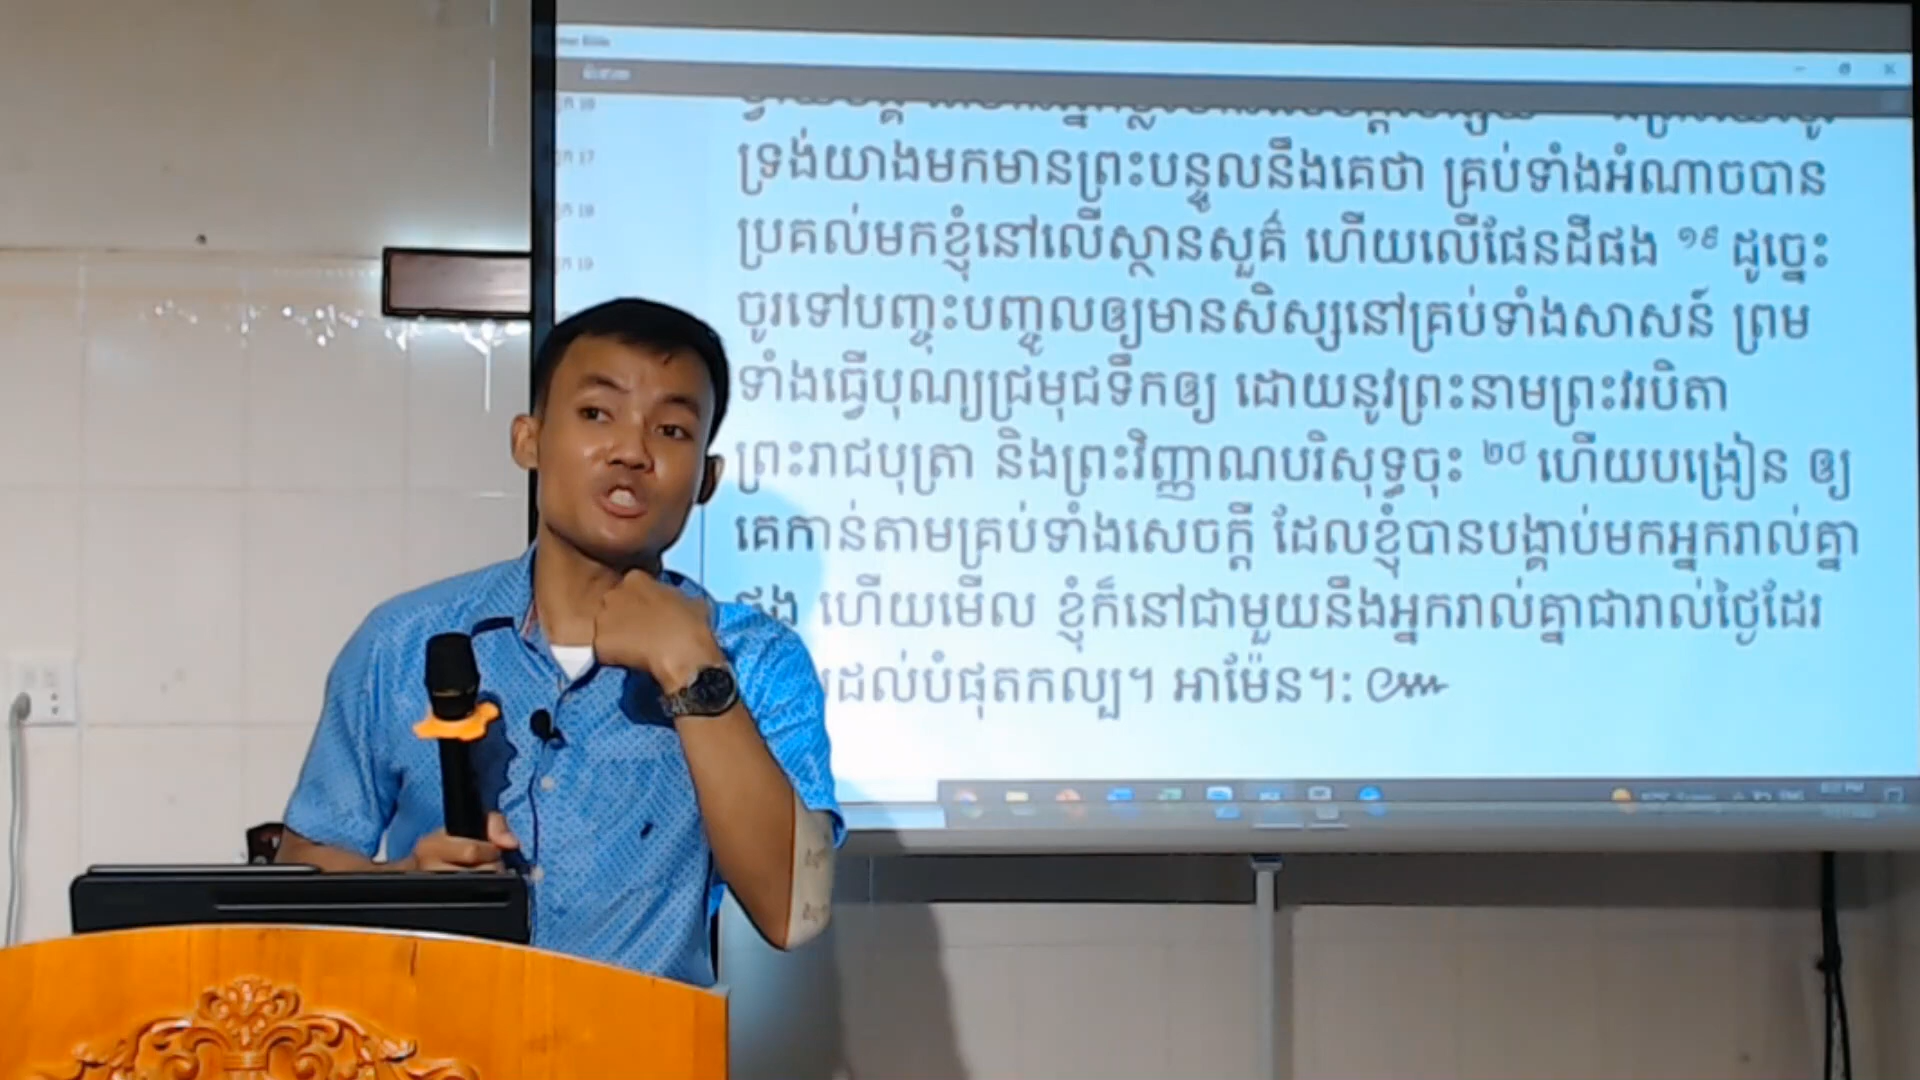 ទ្រង់យាងមកមានព្រះបន្ទូលនឹងគេថា គ្រប់ទាំងអំណាចបាន
ប្រគល់មកខ្ញុំនៅលើស្ថានសួគ៌ ហើយលើផែនដីផង ១៩ ដូច្នេះ
ចូរទៅបញ្ចុះបញ្ចូលឲ្យមានសិស្សនៅគ្រប់ទាំងសាសន៍ ព្រម
ទាំងធ្វើបុណ្យជ្រមុជទឹកឲ្យ ដោយនូវព្រះនាមព្រះវរបិតា
ព្រះរាជបុត្រា និងព្រះវិញ្ញាណបរិសុទ្ធចុះ ២០ ហើយបង្រៀន ឲ្យ
គេកាន់តាមគ្រប់ទាំងសេចក្ដី ដែលខ្ញុំបានបង្គាប់មកអ្នករាល់គ្នា
ផង ហើយមើល ខ្ញុំក៏នៅជាមួយនឹងអ្នករាល់គ្នាជារាល់ថ្ងៃដែរ
ដល់បំផុតកល្ប។ អាម៉ែន។:
17
18
19